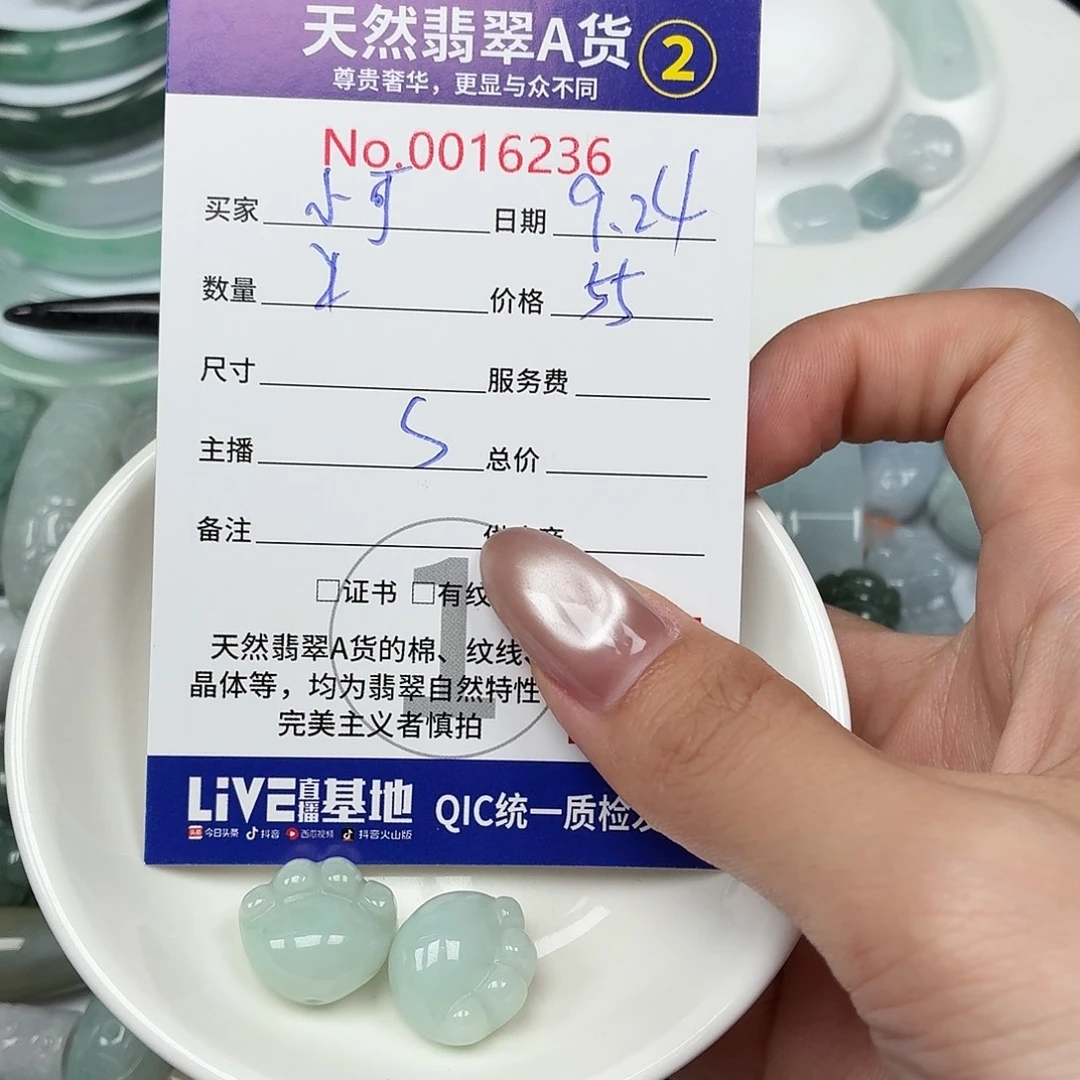 天然翡翠A货 2
尊贵奢华，更显与众不同
No.0016236
买家 小可 日期 9.24
数量 价格 55
尺寸 服务费
主播 S 总价
备注
□证书 □有纹
天然翡翠A货的棉、纹线、
晶体等，均为翡翠自然特性
完美主义者慎拍
1
LiVE直播基地 QIC统一质检
今日头条 抖音 西瓜视频 抖音火山版